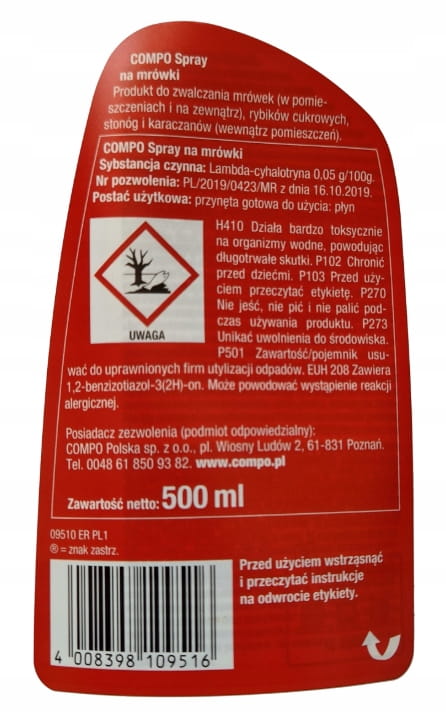 COMPO Spray
na mrówki
Produkt do zwalczania mrówek (w pomie-
szczeniach i na zewnątrz), rybików cukrowych,
stonóg i karaczanów (wewnątrz pomieszczeń).
COMPO Spray na mrówki
Substancja czynna: Lambda-cyhalotryna 0,05 g/100g.
Nr pozwolenia: PL/2019/0423/MR z dnia 16.10.2019.
Postać użytkowa: przynęta gotowa do użycia: płyn
H410 Działa bardzo toksycznie
na organizmy wodne, powodując
długotrwałe skutki. P102 Chronić
przed dziećmi. P103 Przed uży-
ciem przeczytać etykietę. P270
Nie jeść, nie pić i nie palić pod-
czas używania produktu. P273
Unikać uwolnienia do środowiska.
P501 Zawartość/pojemnik usu-
UWAGA
wać do uprawnionych firm utylizacji odpadów. EUH 208 Zawiera
1,2-benzizotiazol-3(2H)-on. Może powodować wystąpienie reakcji
alergicznej.
Posiadacz zezwolenia (podmiot odpowiedzialny):
COMPO Polska sp. z o.o., pl. Wiosny Ludów 2, 61-831 Poznań.
Tel. 0048 61 850 93 82. www.compo.pl
Zawartość netto: 500 ml
09510 ER PL1
® = znak zastrz.
Przed użyciem wstrząsnąć
i przeczytać instrukcje
na odwrocie etykiety.
4 008398 109516